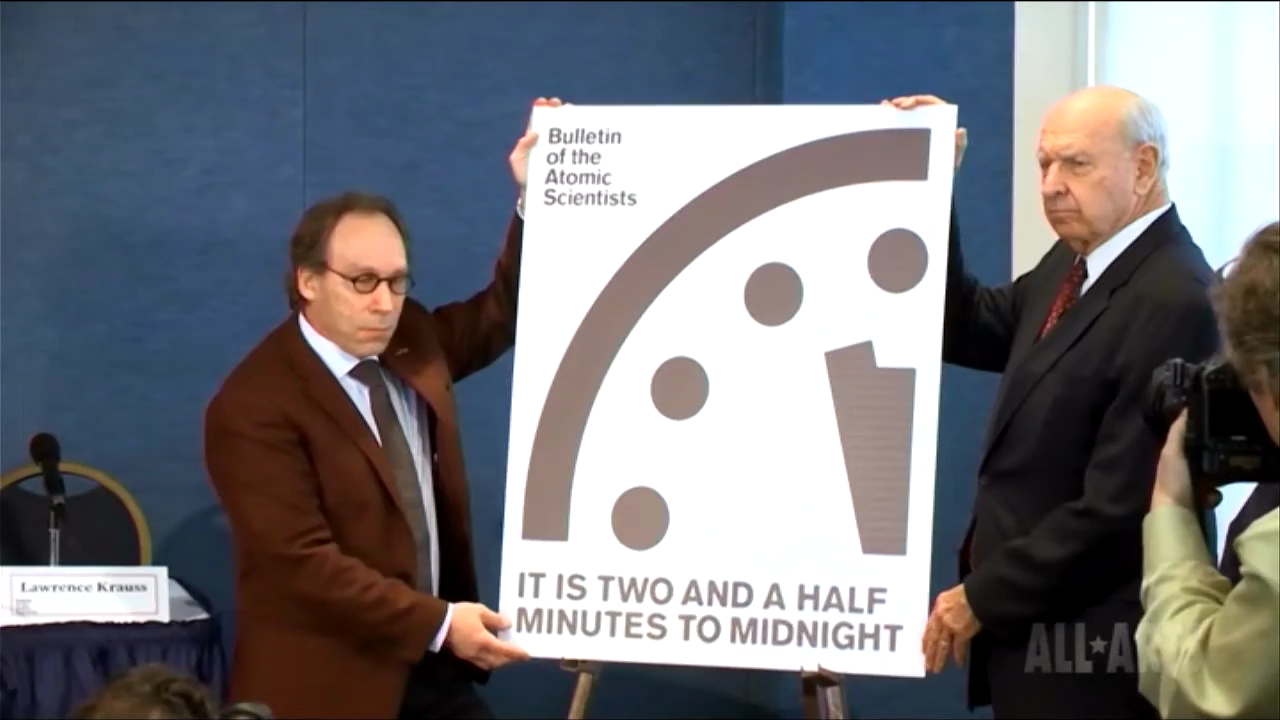 Bulletin
of the
Atomic
Scientists
IT IS TWO AND A HALF
MINUTES TO MIDNIGHT
Lawrence Krauss